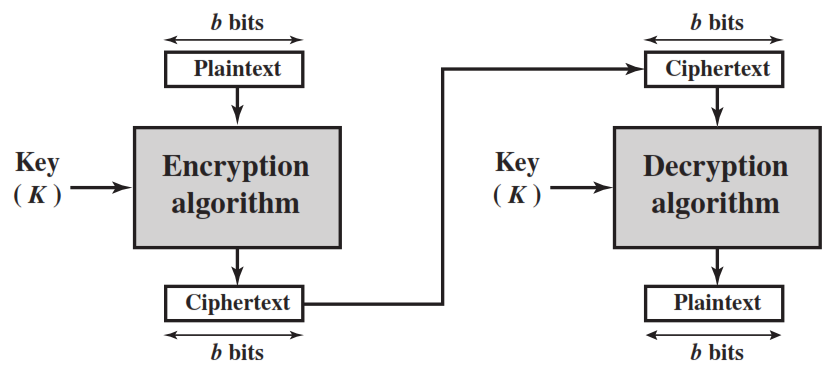 b bits
Plaintext
Key
( K )
Encryption
algorithm
Ciphertext
b bits
b bits
Ciphertext
Key
( K )
Decryption
algorithm
Plaintext
b bits